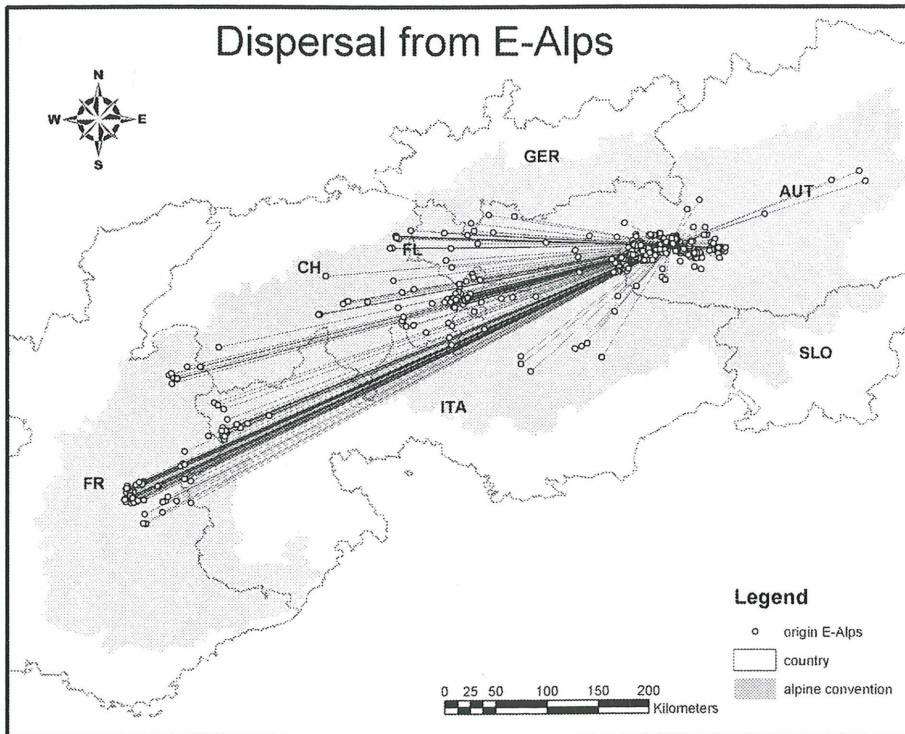 Dispersal from E-Alps
N
W E
S
GER
AUT
FL
CH
SLO
ITA
FR
Legend
origin E-Alps
country
alpine convention
0 25 50 100 150 200
Kilometers